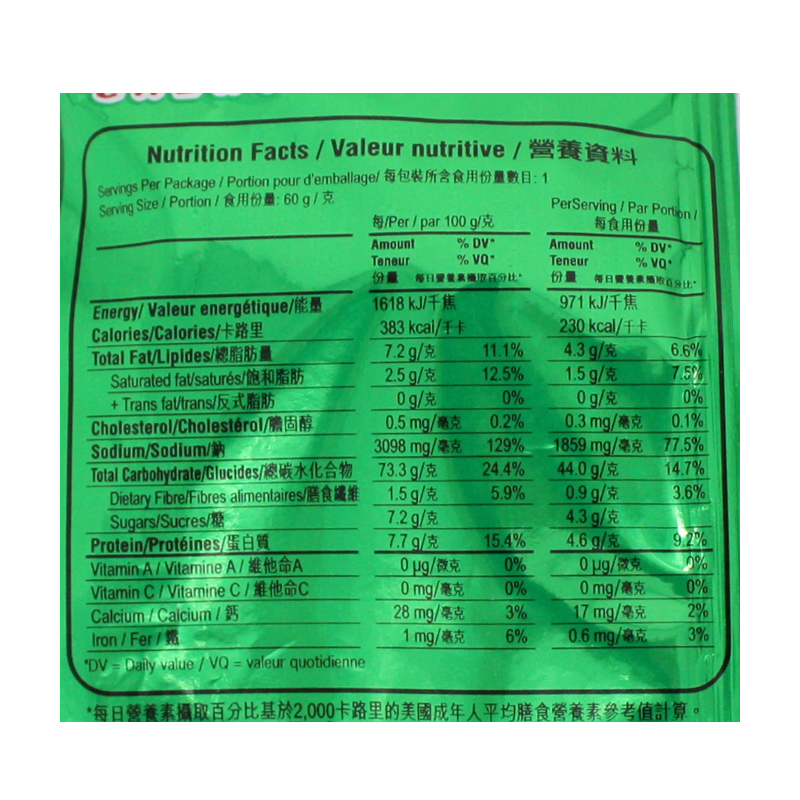 Nutrition Facts / Valeur nutritive / 營養資料
Servings Per Package / Portion pour d'emballage/ 每包裝所含食用份量數目: 1
Serving Size / Portion / 食用份量: 60 g / 克
每/Per / par 100 g/克 PerServing / Par Portion / 每食用份量
Amount % DV* Amount % DV*
Teneur % VQ* Teneur % VQ*
份量 每日營養素攝取百分比* 份量 每日營養素攝取百分比*
Energy/ Valeur energétique/能量 1618 kJ/千焦 971 kJ/千焦
Calories/Calories/卡路里 383 kcal/千卡 230 kcal/千卡
Total Fat/Lipides/總脂肪量 7.2 g/克 11.1% 4.3 g/克 6.6%
Saturated fat/saturés/飽和脂肪 2.5 g/克 12.5% 1.5 g/克 7.5%
+ Trans fat/trans/反式脂肪 0 g/克 0% 0 g/克 0%
Cholesterol/Cholestérol/膽固醇 0.5 mg/毫克 0.2% 0.3 mg/毫克 0.1%
Sodium/Sodium/鈉 3098 mg/毫克 129% 1859 mg/毫克 77.5%
Total Carbohydrate/Glucides/總碳水化合物 73.3 g/克 24.4% 44.0 g/克 14.7%
Dietary Fibre/Fibres alimentaires/膳食纖維 1.5 g/克 5.9% 0.9 g/克 3.6%
Sugars/Sucres/糖 7.2 g/克 4.3 g/克
Protein/Protéines/蛋白質 7.7 g/克 15.4% 4.6 g/克 9.2%
Vitamin A / Vitamine A / 維他命A 0 µg/微克 0% 0 µg/微克 0%
Vitamin C / Vitamine C / 維他命C 0 mg/毫克 0% 0 mg/毫克 0%
Calcium / Calcium / 鈣 28 mg/毫克 3% 17 mg/毫克 2%
Iron / Fer / 鐵 1 mg/毫克 6% 0.6 mg/毫克 3%
*DV = Daily value / VQ = valeur quotidienne
*每日營養素攝取百分比基於2,000卡路里的美國成年人平均膳食營養素參考值計算。